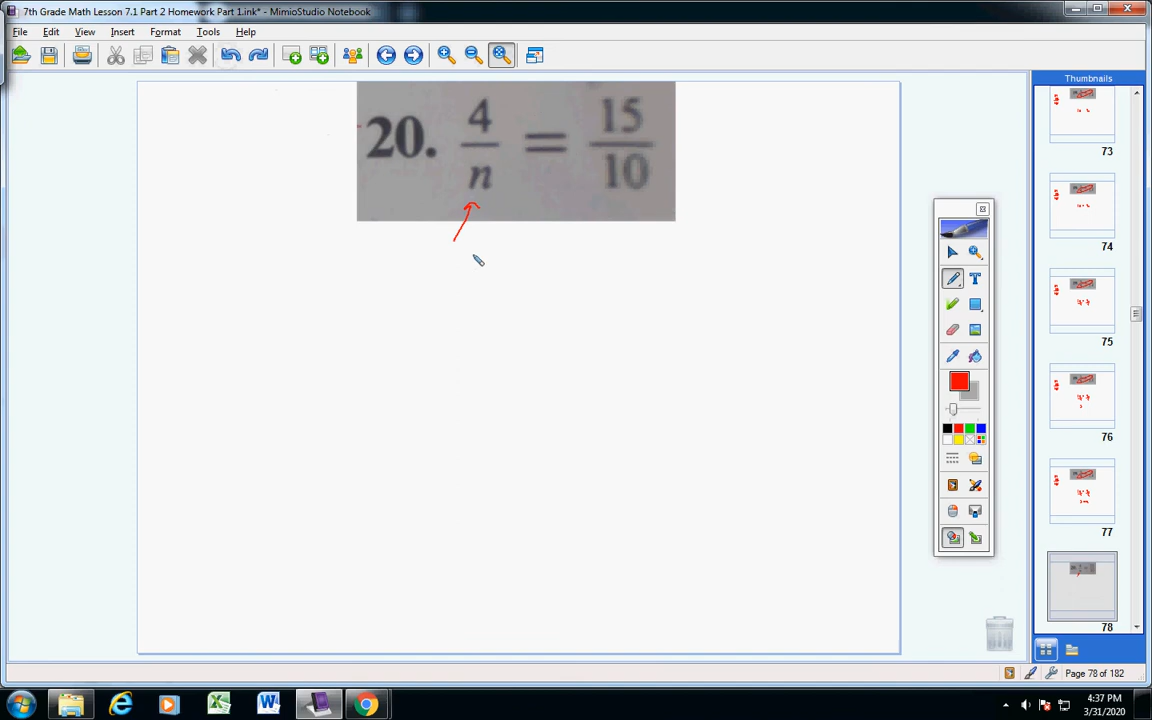 7th Grade Math Lesson 7.1 Part 2 Homework Part 1.ink* - MimioStudio Notebook
File Edit View Insert Format Tools Help
Thumbnails
20. 4/n = 15/10
73
74
75
76
77
78
T
Page 78 of 182
4:37 PM
3/31/2020